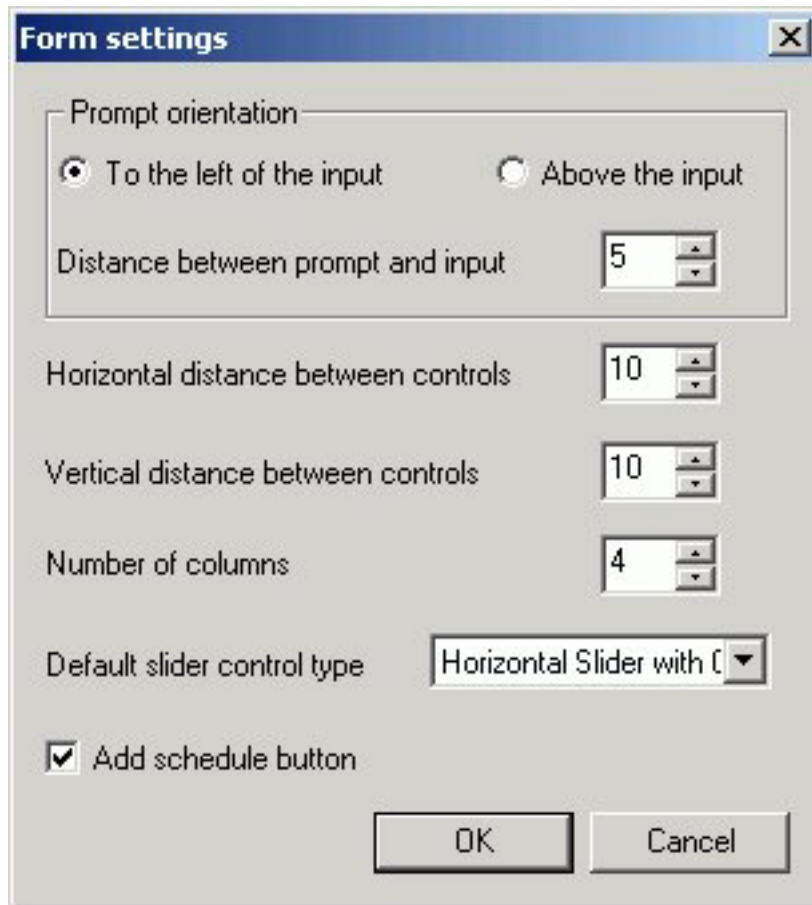 Form settings
Prompt orientation
To the left of the input
Above the input
Distance between prompt and input
5
Horizontal distance between controls
10
Vertical distance between controls
10
Number of columns
4
Default slider control type
Horizontal Slider with
Add schedule button
OK
Cancel